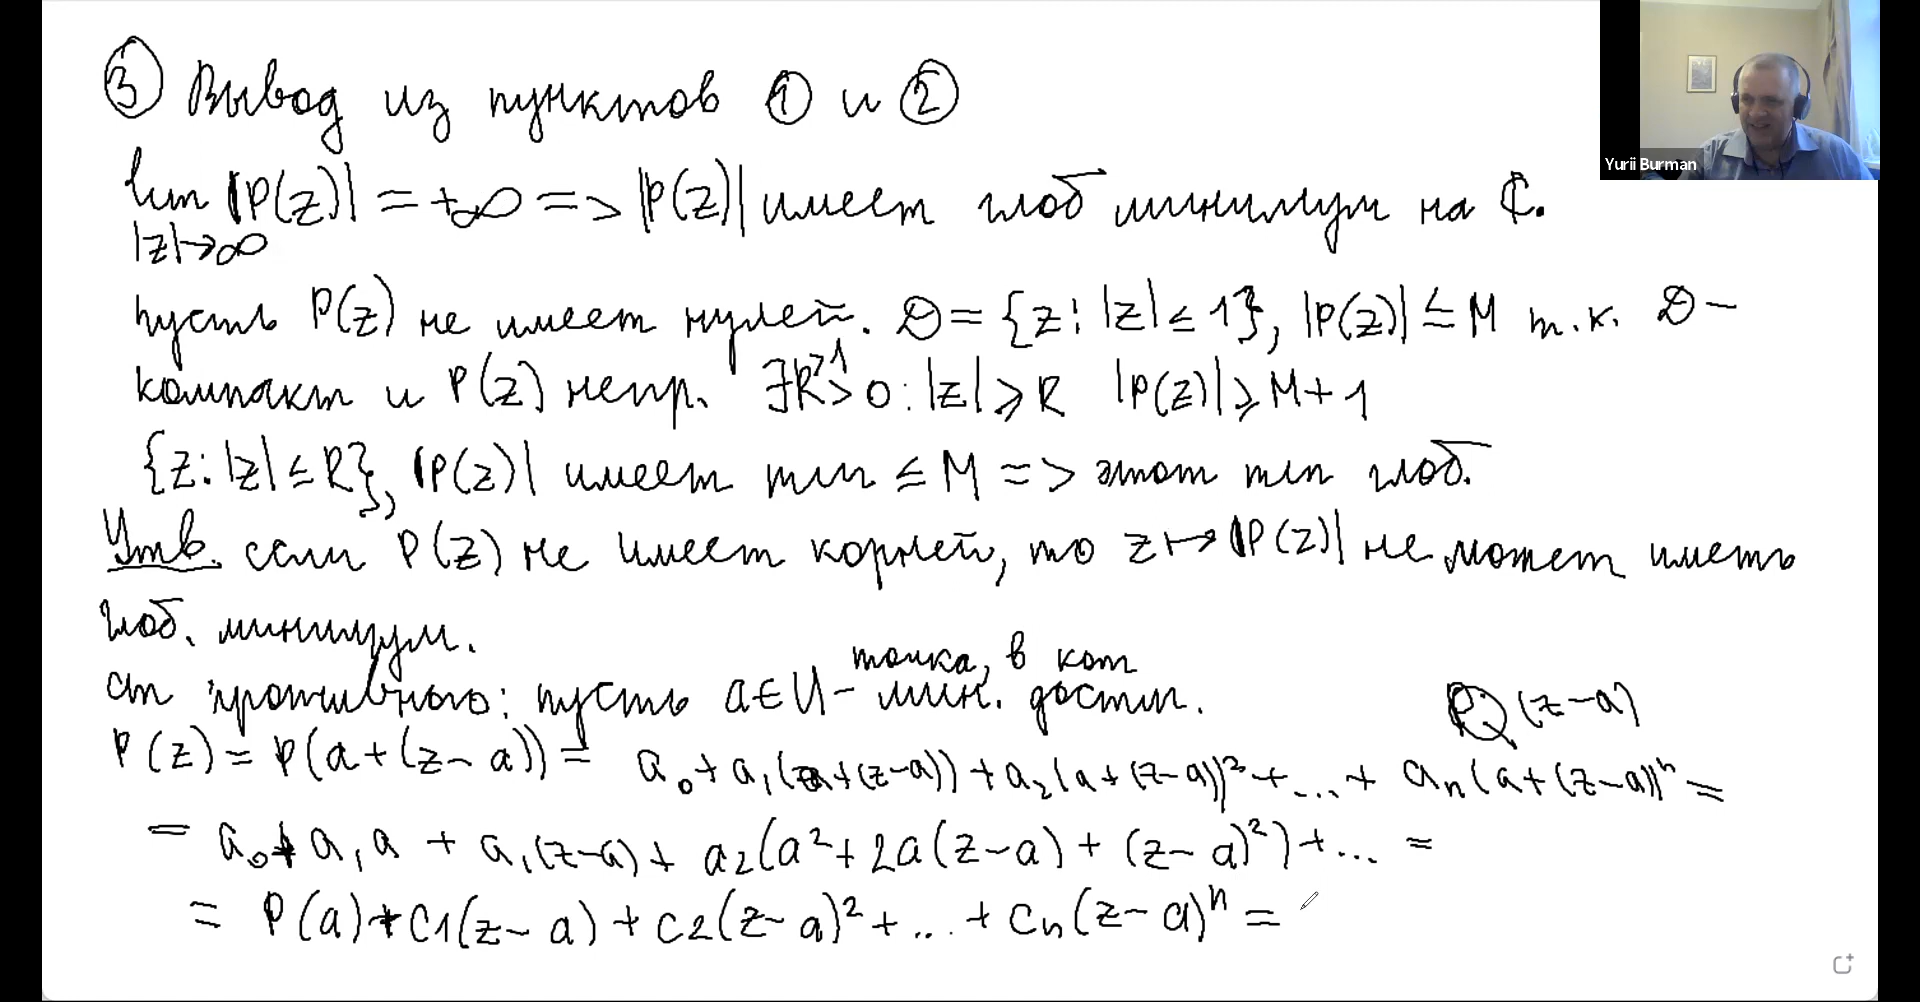 ③ Вывод из пунктов ① и ②
Yurii Burman
lim |P(z)| = +∞ => |P(z)| имеет глоб минимум на ℂ.
|z|→∞
Пусть P(z) не имеет нулей. D = {z: |z| ≤ 1}, |P(z)| ≤ M т.к. D –
компакт и P(z) непр. ∃R>0 : |z| ⩾ R |P(z)| ⩾ M+1
>1
{z: |z| ≤ R}, |P(z)| имеет min ≤ M => этот min глоб.
Утв. если P(z) не имеет корней, то z ↦ |P(z)| не может иметь
глоб. минимум.
От противного: пусть a ∈ U – мин. достиг.
точка, в кот
Q(z-a)
P(z) = P(a+(z-a)) = a₀ + a₁(a+(z-a)) + a₂(a+(z-a))² + ... + aₙ(a+(z-a))ⁿ =
= a₀ + a₁a + a₁(z-a) + a₂(a² + 2a(z-a) + (z-a)²) + ... =
= P(a) + c1(z-a) + c2(z-a)² + ... + cₙ(z-a)ⁿ =